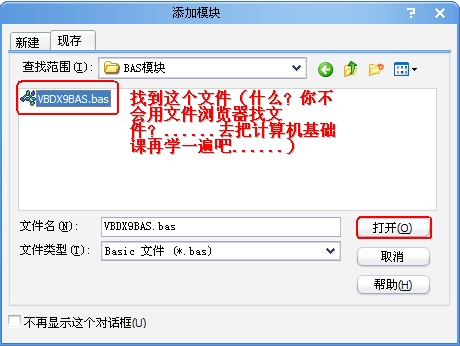 添加模块
新建 现存
查找范围(I): BAS模块
VBDX9BAS.bas
找到这个文件（什么？你不
会用文件浏览器找文
件？......去把计算机基础
课再学一遍吧......）
文件名(N): VBDX9BAS.bas 打开(O)
文件类型(T): Basic 文件 (*.bas) 取消
帮助(H)
不再显示这个对话框(U)